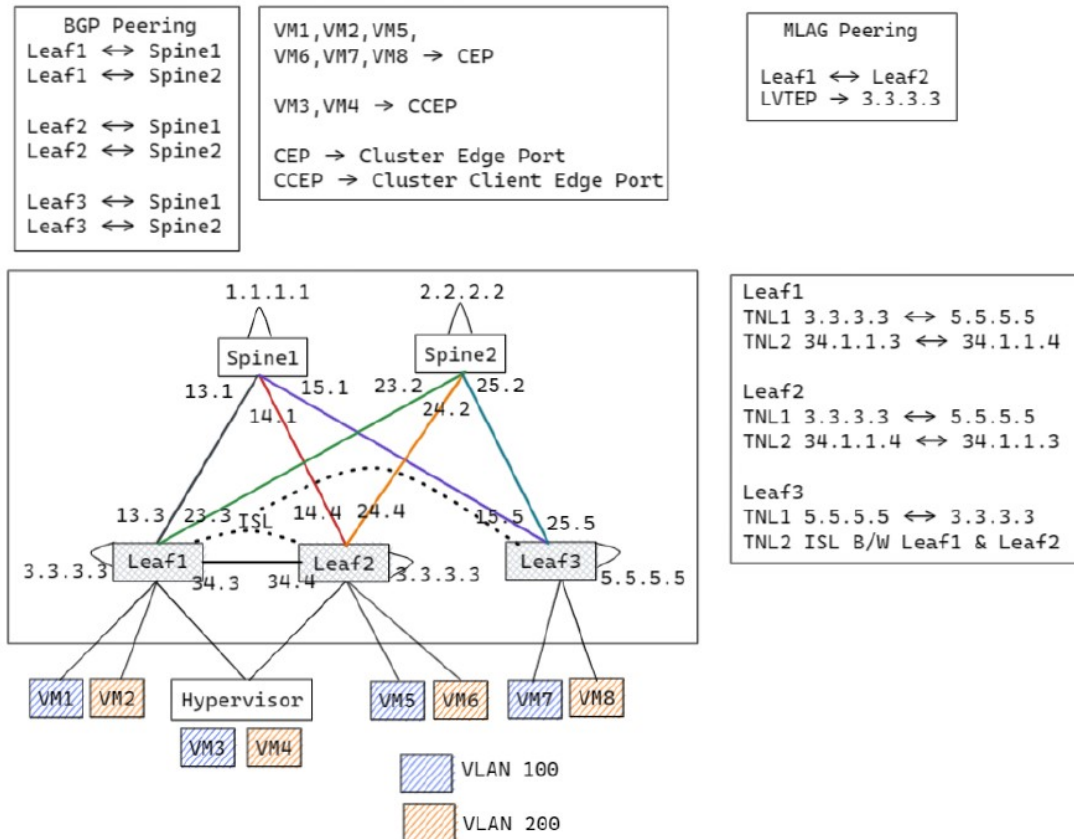 BGP Peering
Leaf1 <-> Spine1
Leaf1 <-> Spine2
Leaf2 <-> Spine1
Leaf2 <-> Spine2
Leaf3 <-> Spine1
Leaf3 <-> Spine2
VM1,VM2,VM5,
VM6,VM7,VM8 -> CEP
VM3,VM4 -> CCEP
CEP -> Cluster Edge Port
CCEP -> Cluster Client Edge Port
MLAG Peering
Leaf1 <-> Leaf2
LVTEP -> 3.3.3.3
1.1.1.1
2.2.2.2
Spine1
Spine2
13.1
15.1
14.1
23.2
25.2
24.2
13.3
23.3
ISL
14.4
24.4
15.5
25.5
Leaf1
Leaf2
Leaf3
3.3.3.3
34.3
34.4
3.3.3.3
5.5.5.5
VM1
VM2
Hypervisor
VM5
VM6
VM7
VM8
VM3
VM4
VLAN 100
VLAN 200
Leaf1
TNL1 3.3.3.3 <-> 5.5.5.5
TNL2 34.1.1.3 <-> 34.1.1.4
Leaf2
TNL1 3.3.3.3 <-> 5.5.5.5
TNL2 34.1.1.4 <-> 34.1.1.3
Leaf3
TNL1 5.5.5.5 <-> 3.3.3.3
TNL2 ISL B/W Leaf1 & Leaf2